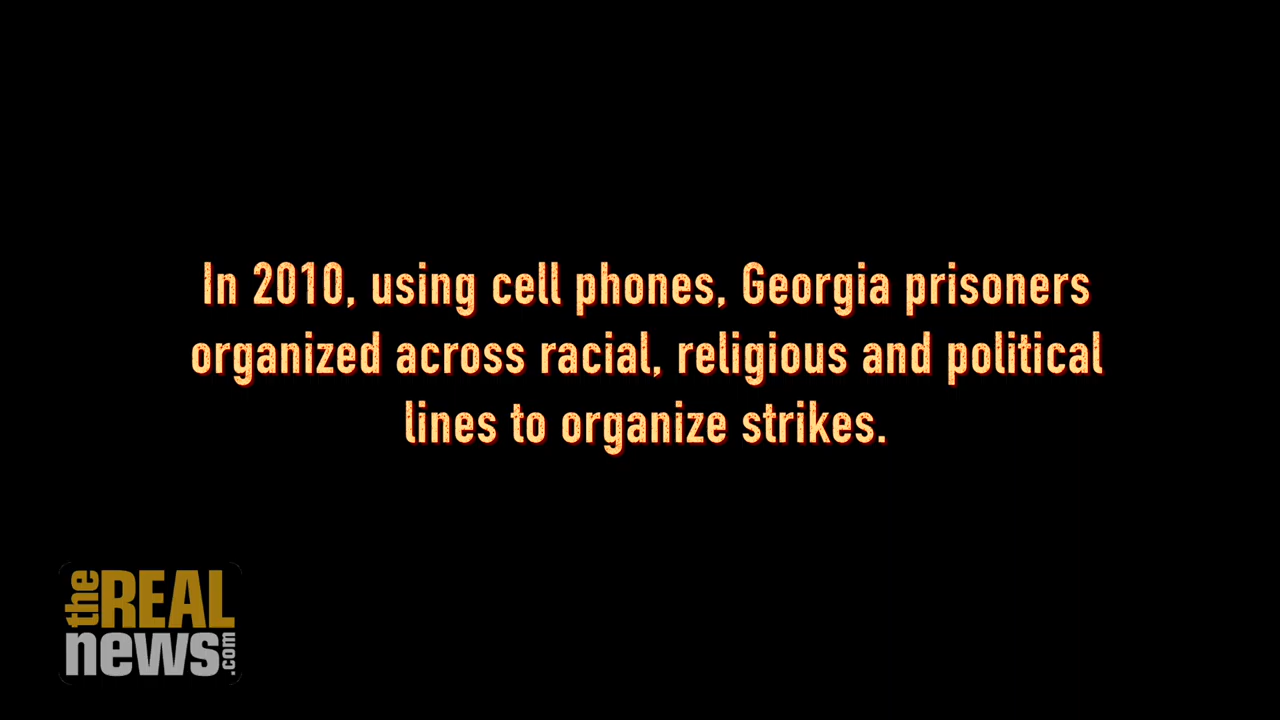 In 2010, using cell phones, Georgia prisoners
organized across racial, religious and political
lines to organize strikes.
the REAL
news.com